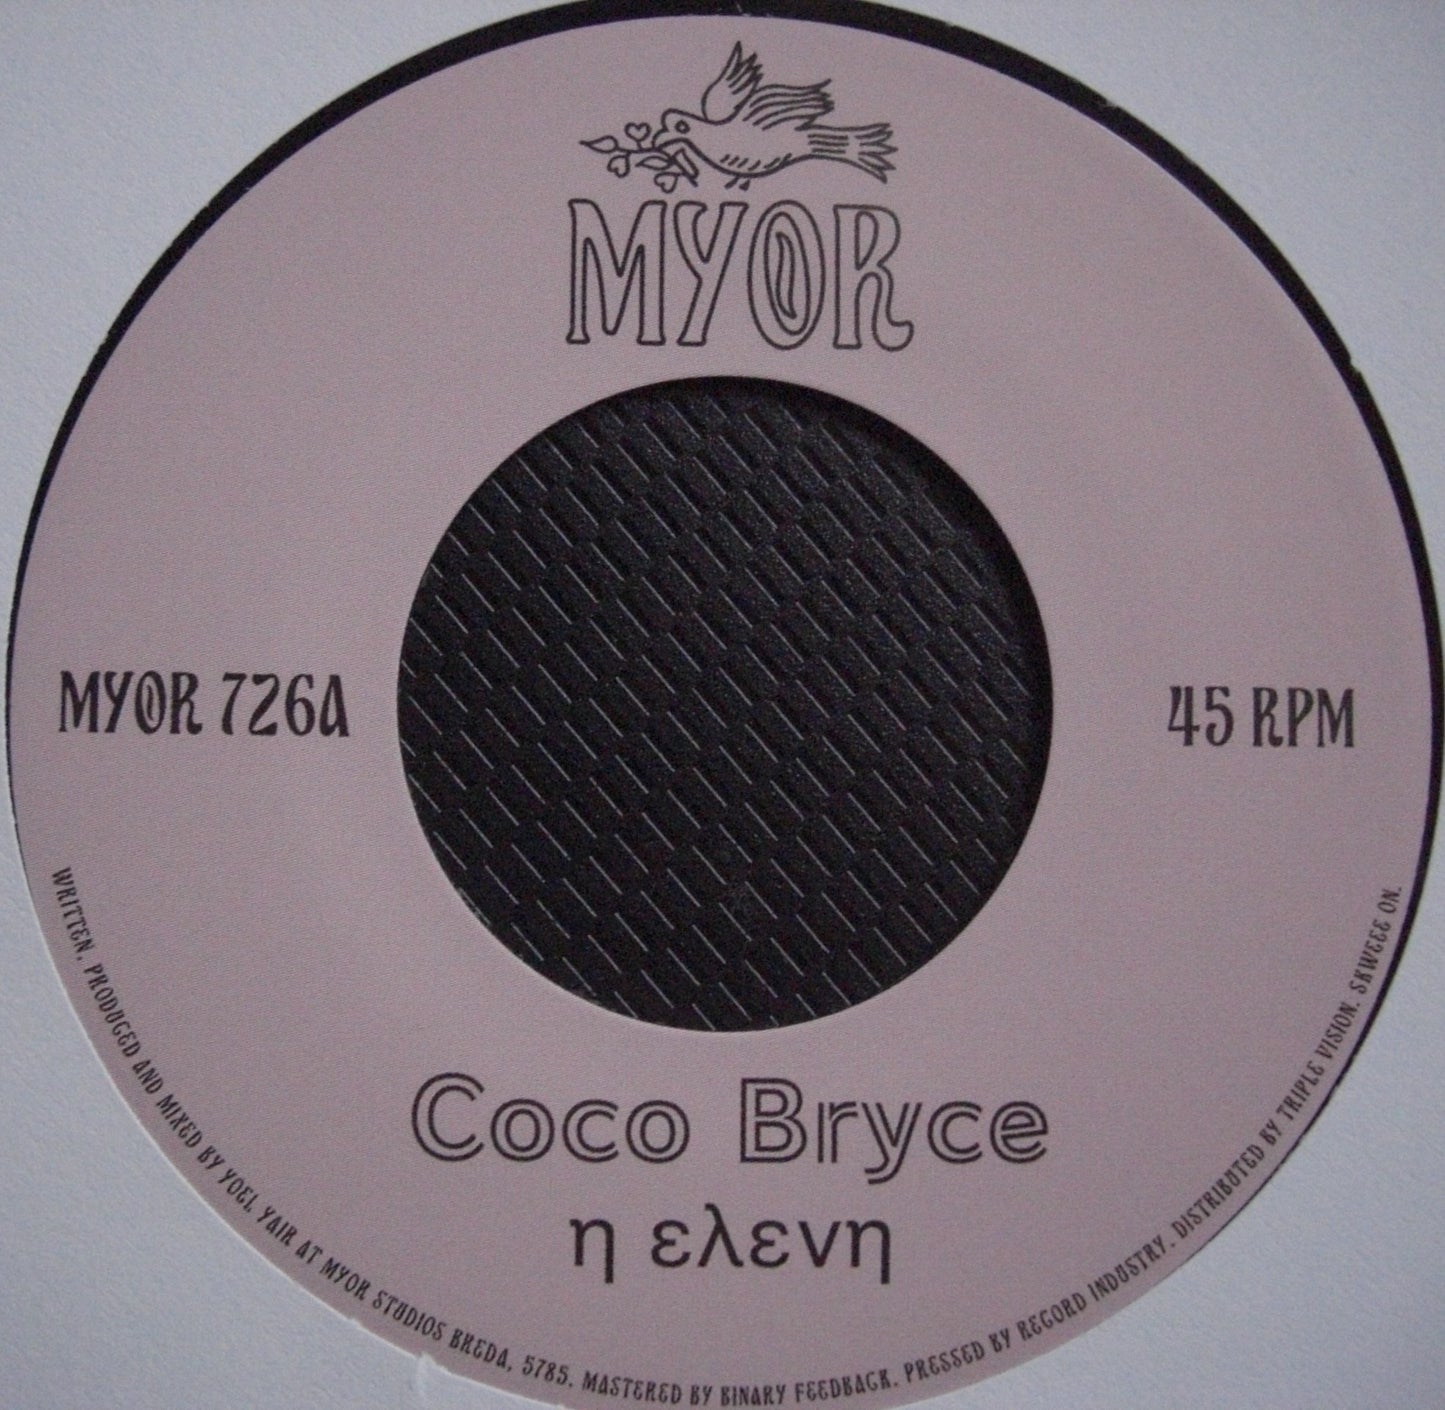 MYOR
MYOR 726A
45 RPM
Coco Bryce
η ελενη
WRITTEN, PRODUCED AND MIXED BY YOEL YAIR AT MYOR STUDIOS BREDA, 5785. MASTERED BY BINARY FEEDBACK. PRESSED BY RECORD INDUSTRY. DISTRIBUTED BY TRIPLE VISION. SKWEEE ON.